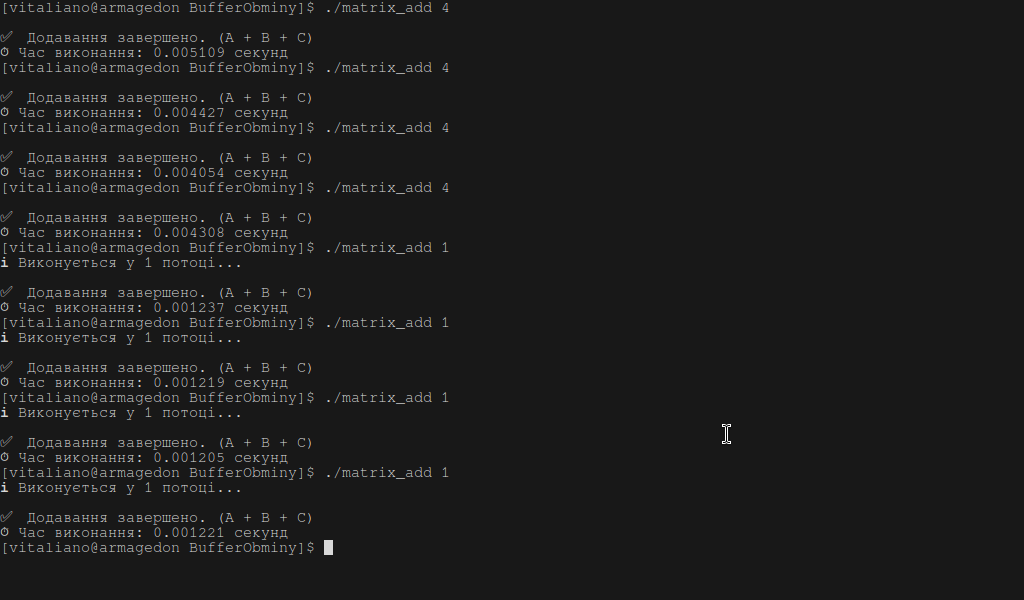 [vitaliano@armagedon BufferObminy]$ ./matrix_add 4
✅ Додавання завершено. (A + B + C)
⏱ Час виконання: 0.005109 секунд
[vitaliano@armagedon BufferObminy]$ ./matrix_add 4
✅ Додавання завершено. (A + B + C)
⏱ Час виконання: 0.004427 секунд
[vitaliano@armagedon BufferObminy]$ ./matrix_add 4
✅ Додавання завершено. (A + B + C)
⏱ Час виконання: 0.004054 секунд
[vitaliano@armagedon BufferObminy]$ ./matrix_add 4
✅ Додавання завершено. (A + B + C)
⏱ Час виконання: 0.004308 секунд
[vitaliano@armagedon BufferObminy]$ ./matrix_add 1
ℹ Виконується у 1 потоці...
✅ Додавання завершено. (A + B + C)
⏱ Час виконання: 0.001237 секунд
[vitaliano@armagedon BufferObminy]$ ./matrix_add 1
ℹ Виконується у 1 потоці...
✅ Додавання завершено. (A + B + C)
⏱ Час виконання: 0.001219 секунд
[vitaliano@armagedon BufferObminy]$ ./matrix_add 1
ℹ Виконується у 1 потоці...
✅ Додавання завершено. (A + B + C)
⏱ Час виконання: 0.001205 секунд
[vitaliano@armagedon BufferObminy]$ ./matrix_add 1
ℹ Виконується у 1 потоці...
✅ Додавання завершено. (A + B + C)
⏱ Час виконання: 0.001221 секунд
[vitaliano@armagedon BufferObminy]$